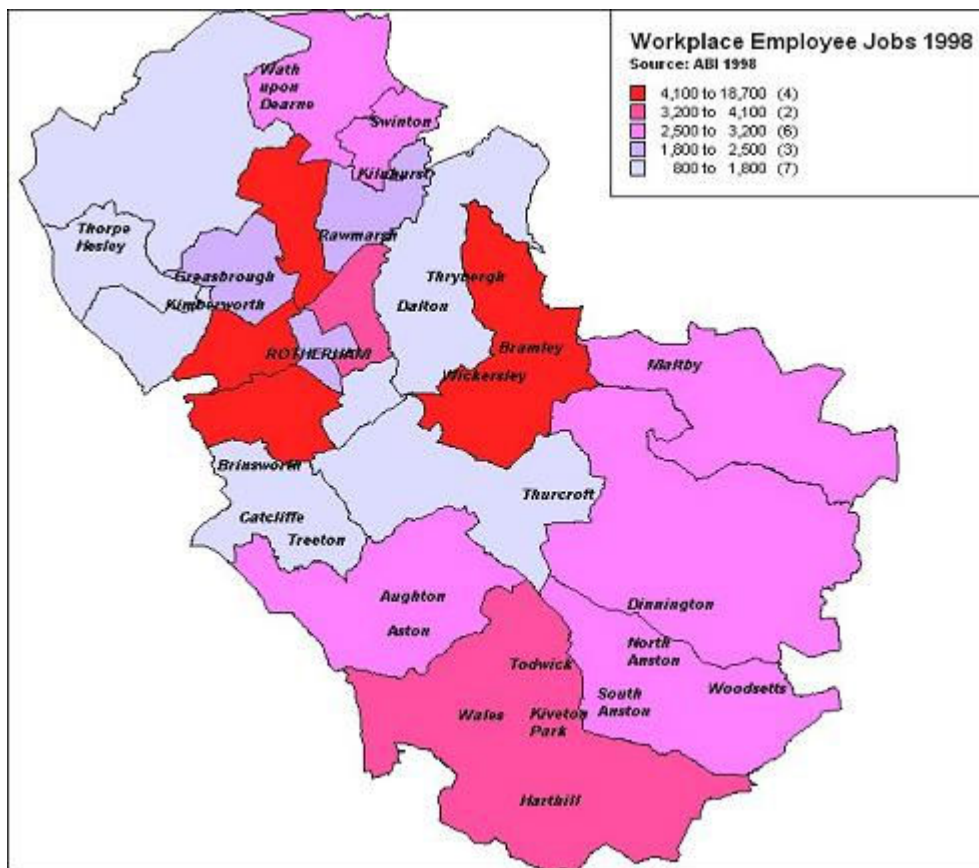 Workplace Employee Jobs 1998
Source: ABI 1998
4,100 to 18,700 (4)
3,200 to 4,100 (2)
2,500 to 3,200 (6)
1,800 to 2,500 (3)
800 to 1,800 (7)
Wath
upon
Dearne
Swinton
Kilnhurst
Thorpe
Hesley
Rawmarsh
Greasbrough
Thrybergh
Kimberworth
Dalton
ROTHERHAM
Bramley
Maltby
Wickersley
Brinsworth
Thurcroft
Catcliffe
Treeton
Aughton
Dinnington
Aston
North
Anston
Todwick
Woodsetts
South
Anston
Wales
Kiveton
Park
Harthill